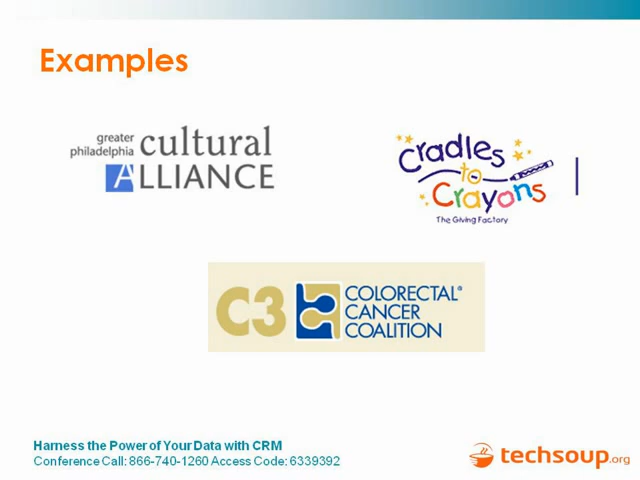 Examples
greater
philadelphia cultural
ALLIANCE
Cradles
to
Crayons
The Giving Factory
C3 COLORECTAL®
CANCER
COALITION
Harness the Power of Your Data with CRM
Conference Call: 866-740-1260 Access Code: 6339392
techsoup.org